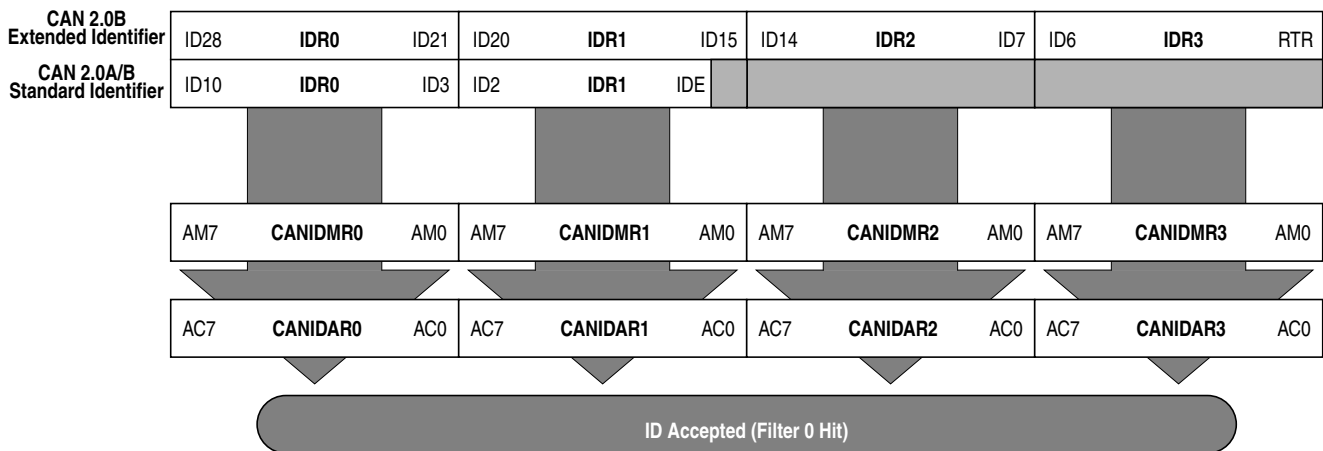 CAN 2.0B
Extended Identifier
ID28 IDR0 ID21 ID20 IDR1 ID15 ID14 IDR2 ID7 ID6 IDR3 RTR
CAN 2.0A/B
Standard Identifier
ID10 IDR0 ID3 ID2 IDR1 IDE
AM7 CANIDMR0 AM0 AM7 CANIDMR1 AM0 AM7 CANIDMR2 AM0 AM7 CANIDMR3 AM0
AC7 CANIDAR0 AC0 AC7 CANIDAR1 AC0 AC7 CANIDAR2 AC0 AC7 CANIDAR3 AC0
ID Accepted (Filter 0 Hit)